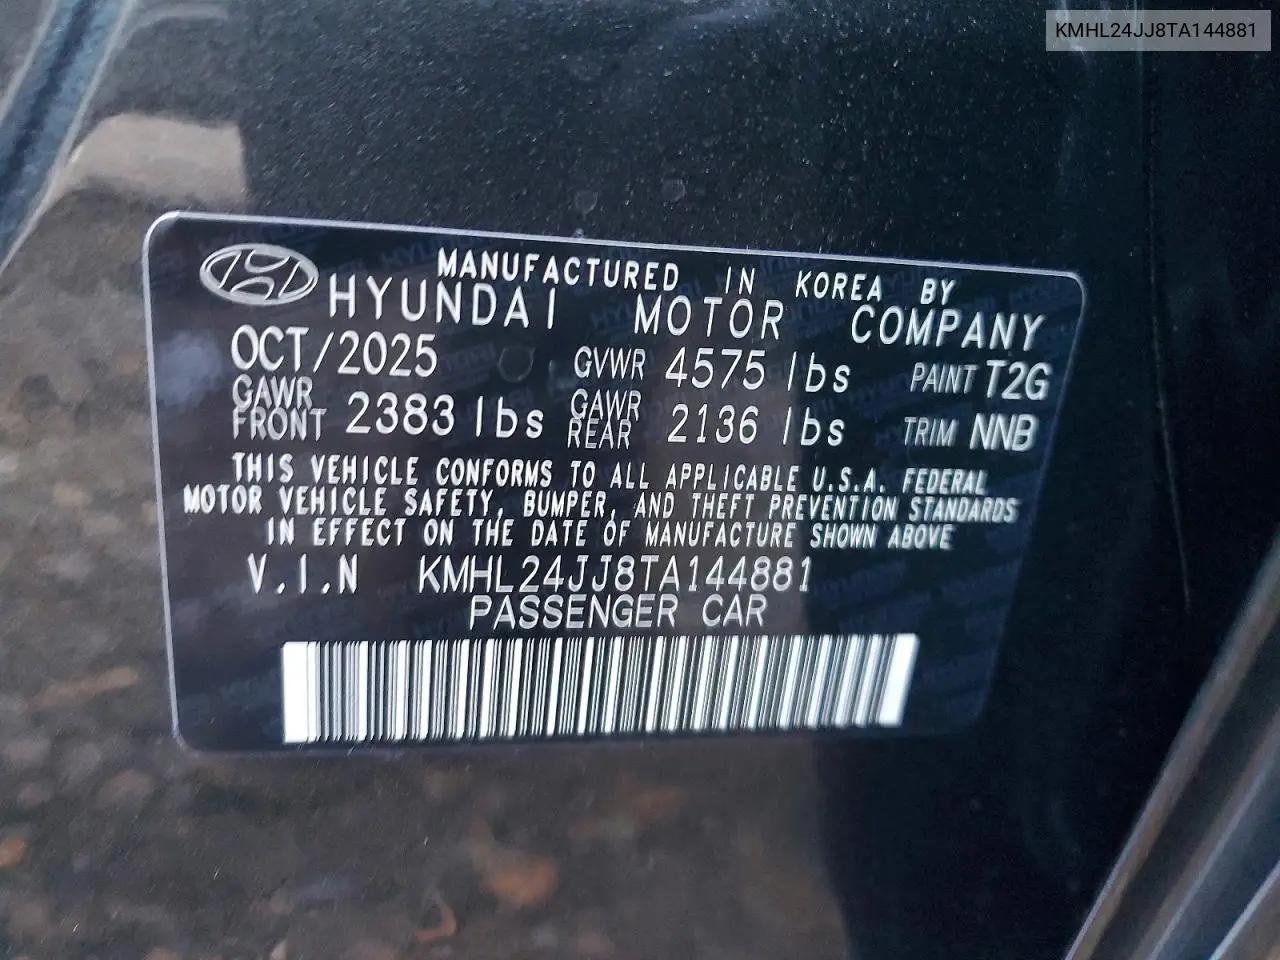 KMHL24JJ8TA144881
MANUFACTURED IN KOREA BY
HYUNDAI MOTOR COMPANY
OCT/2025 GVWR 4575 lbs PAINT T2G
GAWR FRONT 2383 lbs GAWR REAR 2136 lbs TRIM NNB
THIS VEHICLE CONFORMS TO ALL APPLICABLE U.S.A. FEDERAL
MOTOR VEHICLE SAFETY, BUMPER, AND THEFT PREVENTION STANDARDS
IN EFFECT ON THE DATE OF MANUFACTURE SHOWN ABOVE
V.I.N KMHL24JJ8TA144881
PASSENGER CAR